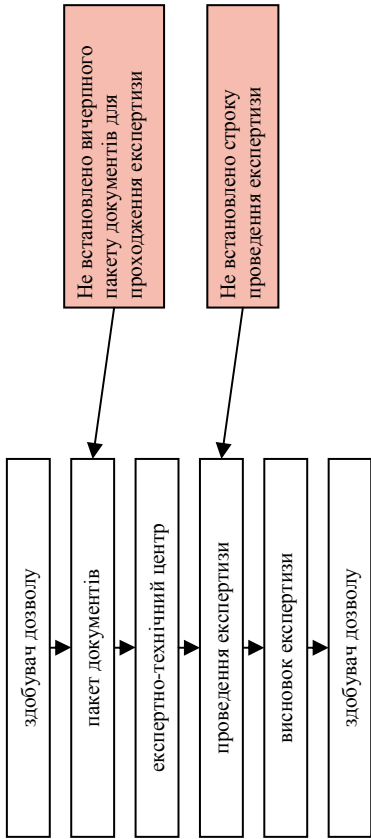 здобувач дозволу
пакет документів
експертно-технічний центр
проведення експертизи
висновок експертизи
здобувач дозволу
Не встановлено вичерпного
пакету документів для
проходження експертизи
Не встановлено строку
проведення експертизи